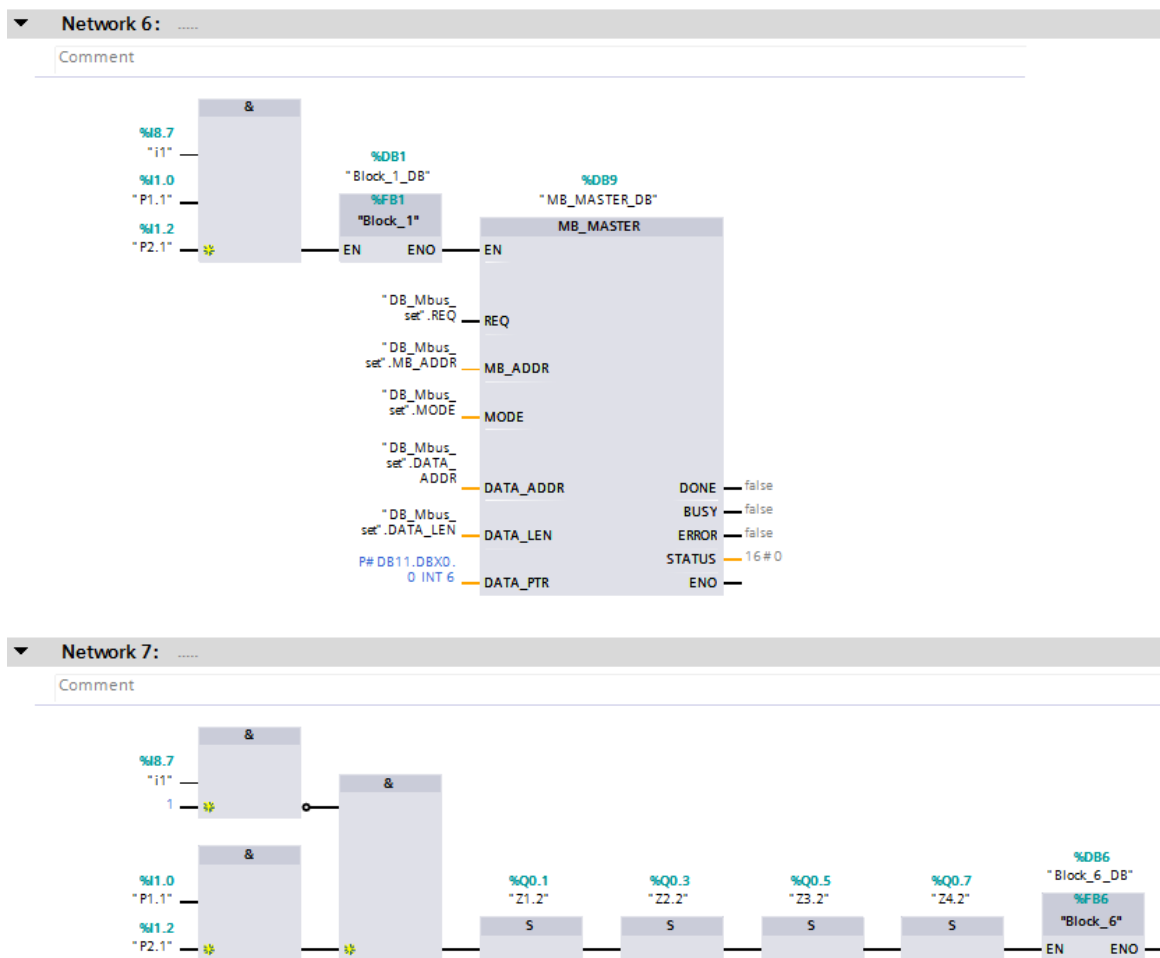 Network 6: .....
Comment
&
%I8.7
"i1"
%I1.0
"P1.1"
%I1.2
"P2.1"
%DB1
"Block_1_DB"
%FB1
"Block_1"
EN ENO
%DB9
"MB_MASTER_DB"
MB_MASTER
EN
"DB_Mbus_
set".REQ
REQ
"DB_Mbus_
set".MB_ADDR
MB_ADDR
"DB_Mbus_
set".MODE
MODE
"DB_Mbus_
set".DATA_
ADDR
DATA_ADDR
"DB_Mbus_
set".DATA_LEN
DATA_LEN
P#DB11.DBX0.
0 INT 6
DATA_PTR
DONE false
BUSY false
ERROR false
STATUS 16#0
ENO
Network 7: .....
Comment
&
%I8.7
"i1"
1
&
&
%I1.0
"P1.1"
%I1.2
"P2.1"
%Q0.1
"Z1.2"
S
%Q0.3
"Z2.2"
S
%Q0.5
"Z3.2"
S
%Q0.7
"Z4.2"
S
%DB6
"Block_6_DB"
%FB6
"Block_6"
EN ENO